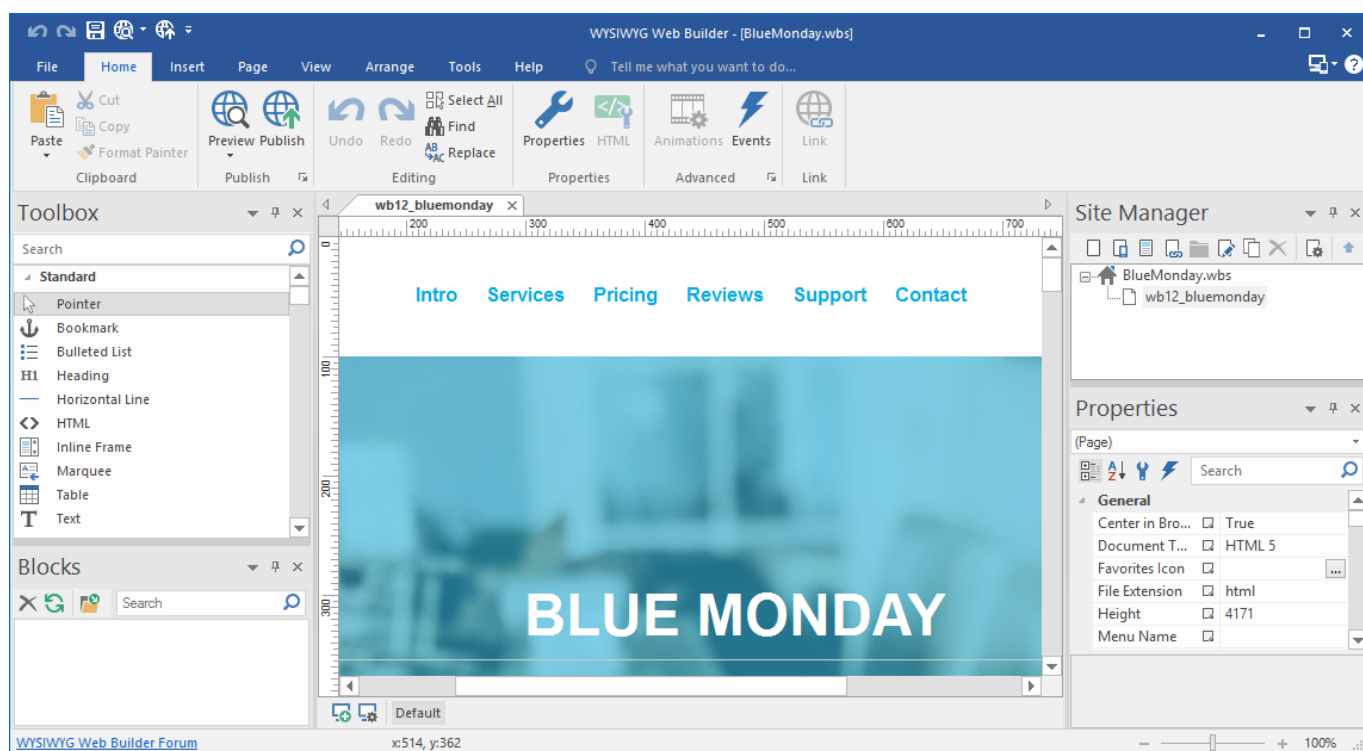 WYSIWYG Web Builder - [BlueMonday.wbs]
File Home Insert Page View Arrange Tools Help Tell me what you want to do...
Paste
Cut
Copy
Format Painter
Clipboard
Preview Publish
Publish
Undo Redo
Select All
Find
Replace
Editing
Properties HTML
Properties
Animations Events
Advanced
Link
Link
Toolbox
Search
Standard
Pointer
Bookmark
Bulleted List
H1 Heading
Horizontal Line
HTML
Inline Frame
Marquee
Table
T Text
Blocks
Search
wb12_bluemonday
200 300 400 500 600 700
0
100
200
300
Intro Services Pricing Reviews Support Contact
BLUE MONDAY
Default
Site Manager
BlueMonday.wbs
wb12_bluemonday
Properties
(Page)
Search
General
Center in Bro... True
Document T... HTML 5
Favorites Icon ...
File Extension html
Height 4171
Menu Name
WYSIWYG Web Builder Forum x:514, y:362 100%